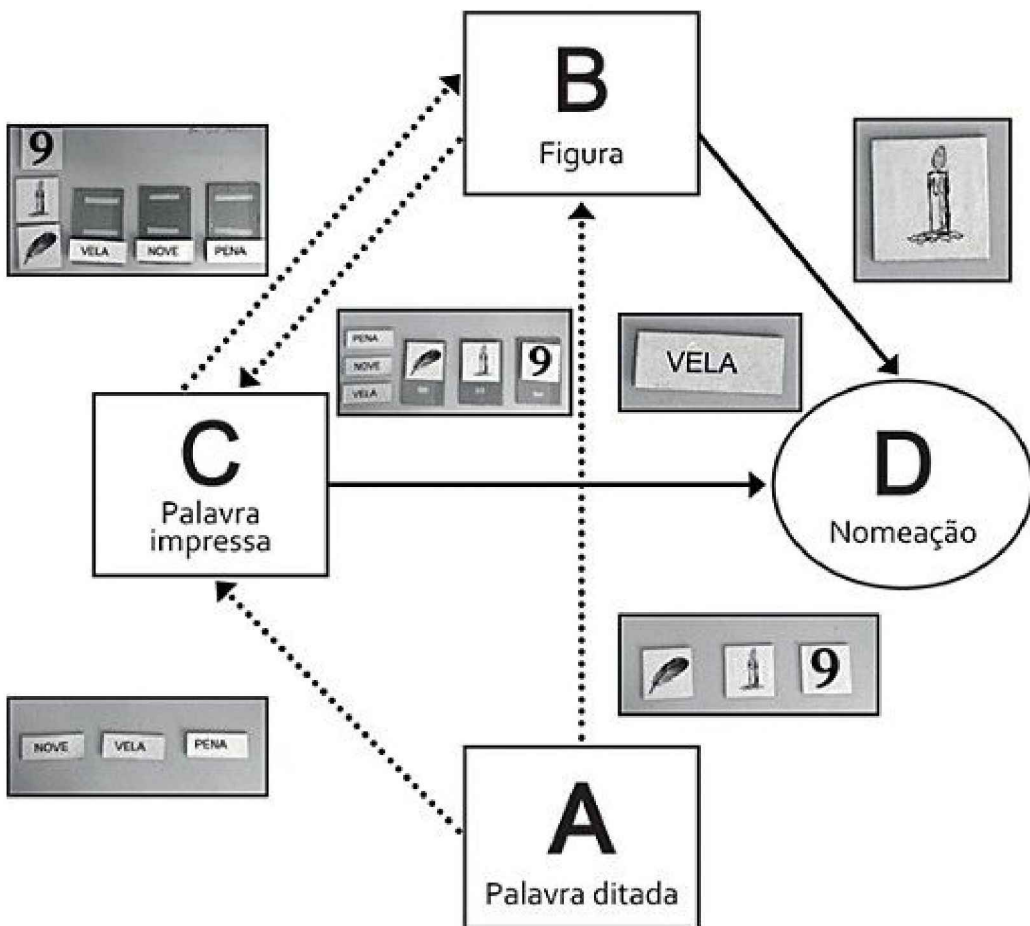 B
Figura
9
VELA NOVE PENA
PENA
NOVE
VELA
9
VELA
C
Palavra
impressa
D
Nomeação
9
NOVE VELA PENA
A
Palavra ditada